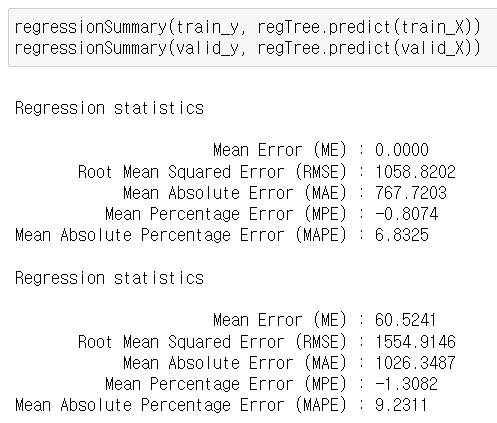 regressionSummary(train_y, regTree.predict(train_X))
regressionSummary(valid_y, regTree.predict(valid_X))
Regression statistics
Mean Error (ME) : 0.0000
Root Mean Squared Error (RMSE) : 1058.8202
Mean Absolute Error (MAE) : 767.7203
Mean Percentage Error (MPE) : -0.8074
Mean Absolute Percentage Error (MAPE) : 6.8325
Regression statistics
Mean Error (ME) : 60.5241
Root Mean Squared Error (RMSE) : 1554.9146
Mean Absolute Error (MAE) : 1026.3487
Mean Percentage Error (MPE) : -1.3082
Mean Absolute Percentage Error (MAPE) : 9.2311